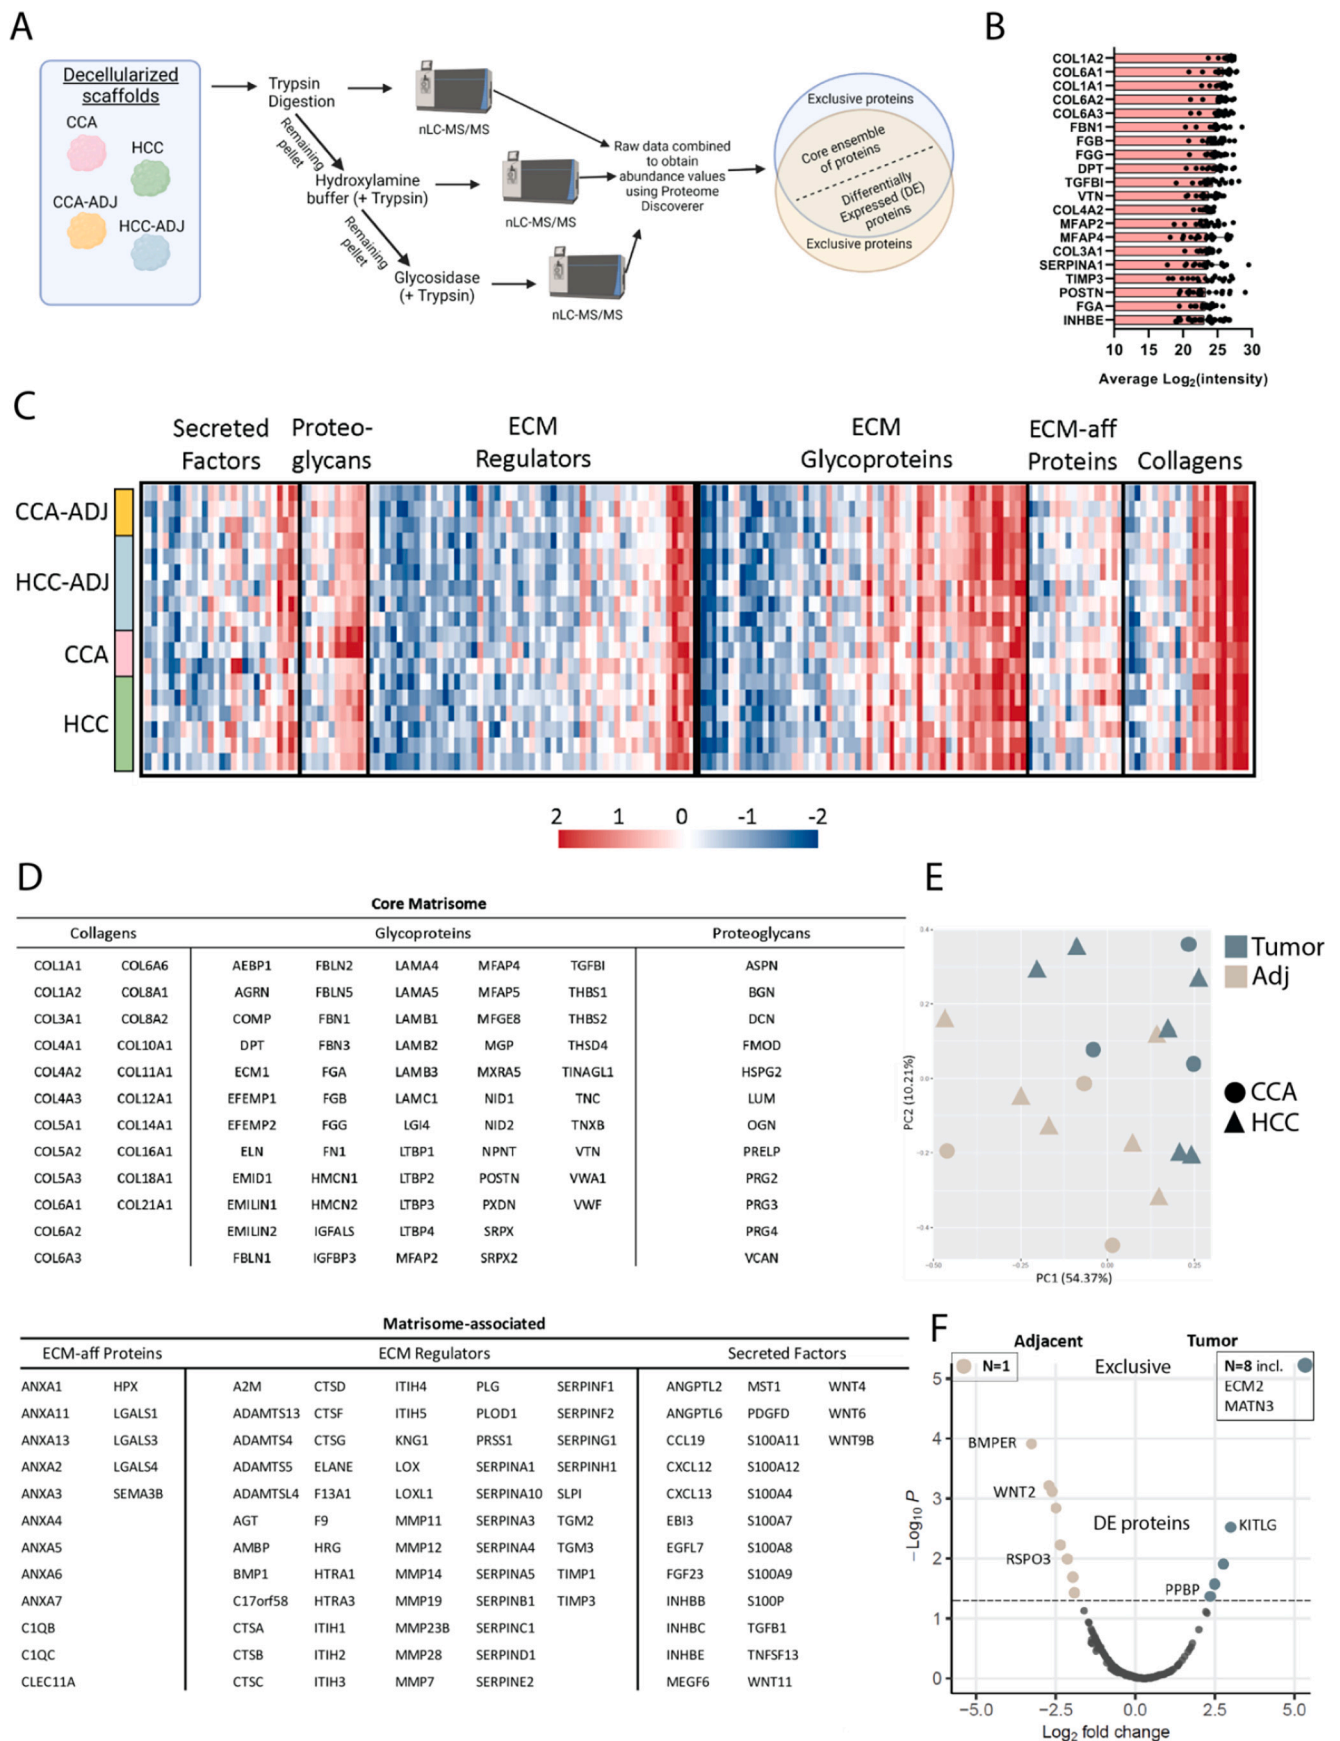 A
Decellularized
scaffolds
CCA
HCC
CCA-ADJ
HCC-ADJ
Trypsin
Digestion
Remaining
pellet
Hydroxylamine
buffer (+ Trypsin)
Remaining
pellet
Glycosidase
(+ Trypsin)
nLC-MS/MS
nLC-MS/MS
nLC-MS/MS
Raw data combined
to obtain
abundance values
using Proteome
Discoverer
Exclusive proteins
Core ensemble
of proteins
Differentially
Expressed (DE)
proteins
Exclusive proteins
B
COL1A2
COL6A1
COL1A1
COL6A2
COL6A3
FBN1
FGB
FGG
DPT
TGFBI
VTN
COL4A2
MFAP2
MFAP4
COL3A1
SERPINA1
TIMP3
POSTN
FGA
INHBE
10 15 20 25 30
Average Log2(intensity)
C
Secreted
Factors
Proteo-
glycans
ECM
Regulators
ECM
Glycoproteins
ECM-aff
Proteins
Collagens
CCA-ADJ
HCC-ADJ
CCA
HCC
2 1 0 -1 -2
D
Core Matrisome
Collagens Glycoproteins Proteoglycans
COL1A1 COL6A6 AEBP1 FBLN2 LAMA4 MFAP4 TGFBI ASPN
COL1A2 COL8A1 AGRN FBLN5 LAMA5 MFAP5 THBS1 BGN
COL3A1 COL8A2 COMP FBN1 LAMB1 MFGE8 THBS2 DCN
COL4A1 COL10A1 DPT FBN3 LAMB2 MGP THSD4 FMOD
COL4A2 COL11A1 ECM1 FGA LAMB3 MXRA5 TINAGL1 HSPG2
COL4A3 COL12A1 EFEMP1 FGB LAMC1 NID1 TNC LUM
COL5A1 COL14A1 EFEMP2 FGG LGI4 NID2 TNXB OGN
COL5A2 COL16A1 ELN FN1 LTBP1 NPNT VTN PRELP
COL5A3 COL18A1 EMID1 HMCN1 LTBP2 POSTN VWA1 PRG2
COL6A1 COL21A1 EMILIN1 HMCN2 LTBP3 PXDN VWF PRG3
COL6A2 EMILIN2 IGFALS LTBP4 SRPX PRG4
COL6A3 FBLN1 IGFBP3 MFAP2 SRPX2 VCAN
Matrisome-associated
ECM-aff Proteins ECM Regulators Secreted Factors
ANXA1 HPX A2M CTSD ITIH4 PLG SERPINF1 ANGPTL2 MST1 WNT4
ANXA11 LGALS1 ADAMTS13 CTSF ITIH5 PLOD1 SERPINF2 ANGPTL6 PDGFD WNT6
ANXA13 LGALS3 ADAMTS4 CTSG KNG1 PRSS1 SERPING1 CCL19 S100A11 WNT9B
ANXA2 LGALS4 ADAMTS5 ELANE LOX SERPINA1 SERPINH1 CXCL12 S100A12
ANXA3 SEMA3B ADAMTSL4 F13A1 LOXL1 SERPINA10 SLPI CXCL13 S100A4
ANXA4 AGT F9 MMP11 SERPINA3 TGM2 EBI3 S100A7
ANXA5 AMBP HRG MMP12 SERPINA4 TGM3 EGFL7 S100A8
ANXA6 BMP1 HTRA1 MMP14 SERPINA5 TIMP1 FGF23 S100A9
ANXA7 C17orf58 HTRA3 MMP19 SERPINB1 TIMP3 INHBB S100P
C1QB CTSA ITIH1 MMP23B SERPINC1 INHBC TGFB1
C1QC CTSB ITIH2 MMP28 SERPIND1 INHBE TNFSF13
CLEC11A CTSC ITIH3 MMP7 SERPINE2 MEGF6 WNT11
E
0.4
0.2
0.0
-0.2
-0.4
PC2 (10.21%)
-0.50 -0.25 0.00 0.25
PC1 (54.37%)
Tumor
Adj
CCA
HCC
F
Adjacent Tumor
N=1
Exclusive
N=8 incl.
ECM2
MATN3
BMPER
WNT2
DE proteins
KITLG
RSPO3
PPBP
5
4
3
2
1
0
−Log10 P
−5.0 −2.5 0.0 2.5 5.0
Log2 fold change